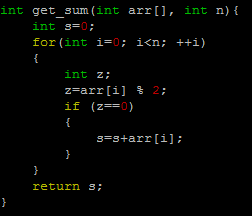 int get_sum(int arr[], int n){
    int s=0;
    for(int i=0; i<n; ++i)
    {
        int z;
        z=arr[i] % 2;
        if (z==0)
        {
            s=s+arr[i];
        }
    }
    return s;
}